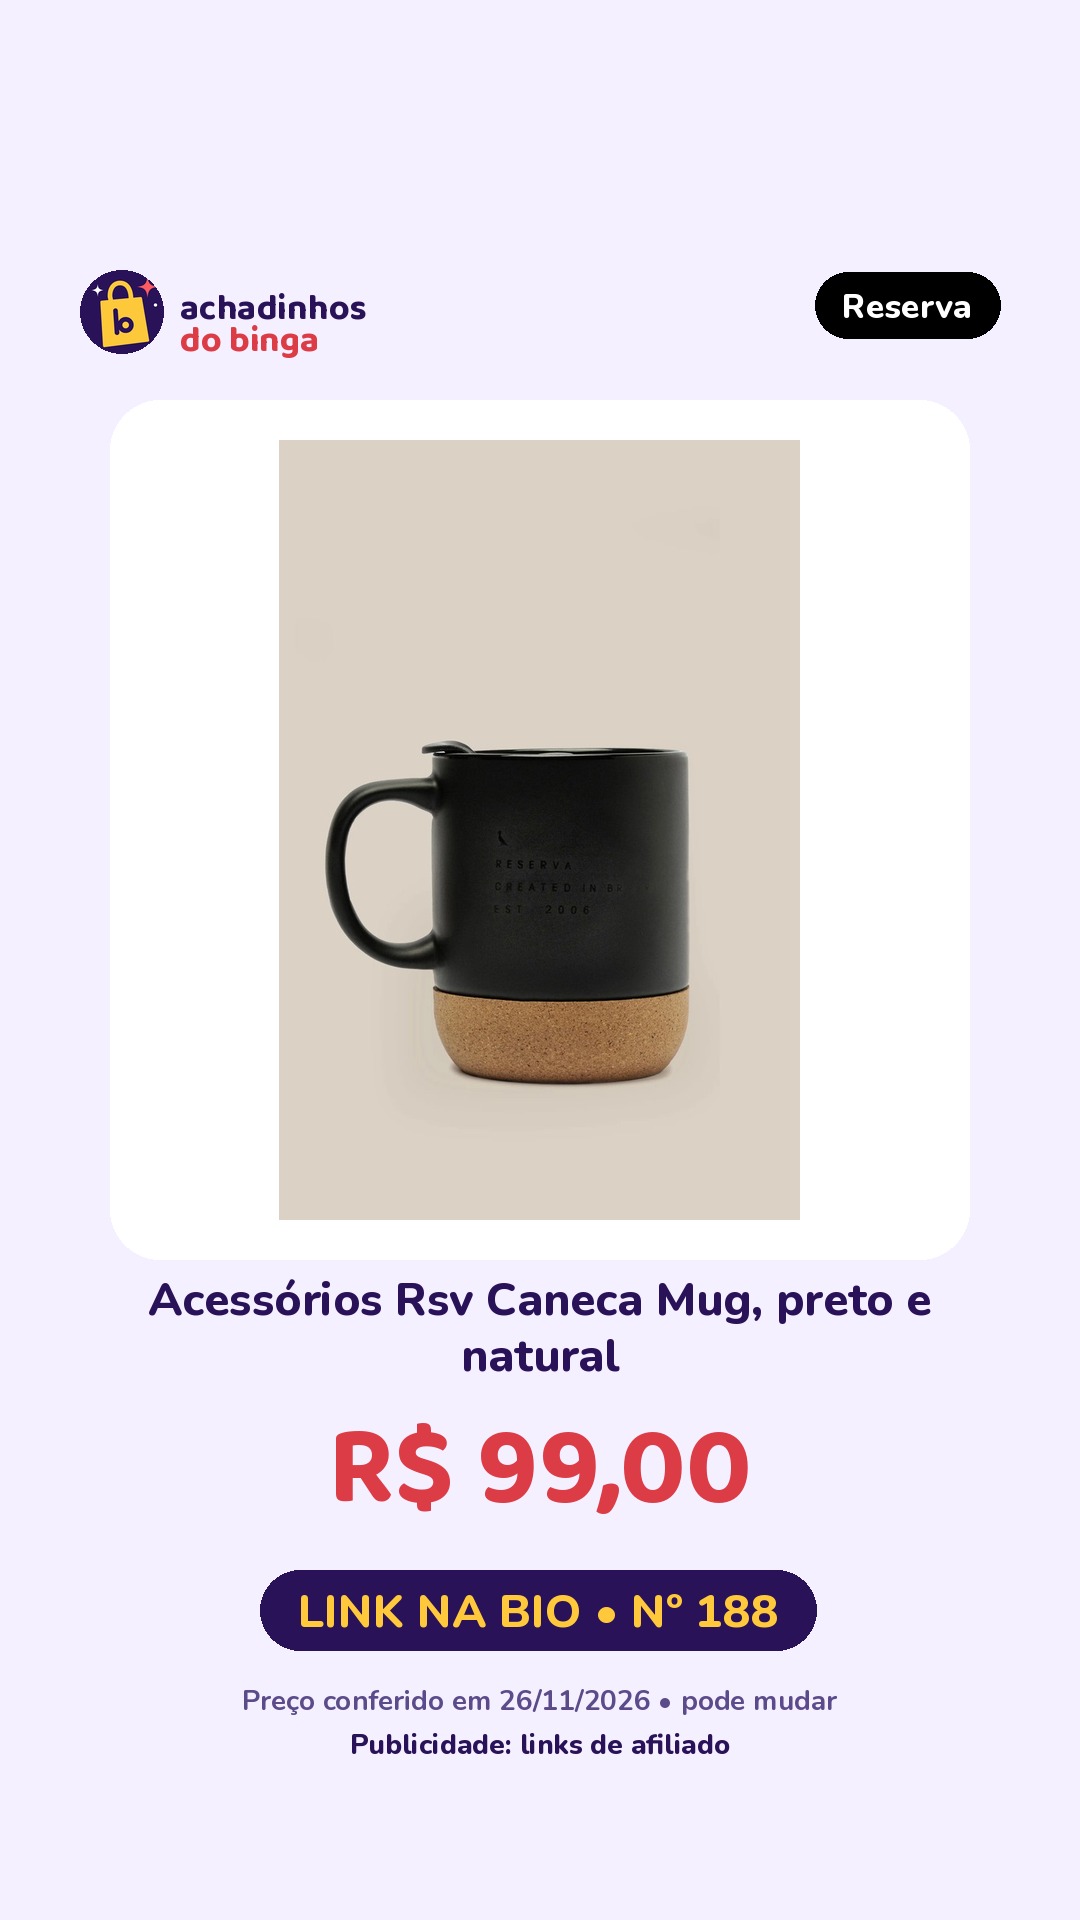 achadinhos
do binga
b
Reserva
RESERVA
CREATED IN
EST. 2006
Acessórios Rsv Caneca Mug, preto e
natural
R$ 99,00
LINK NA BIO • Nº 188
Preço conferido em 26/11/2026 • pode mudar
Publicidade: links de afiliado